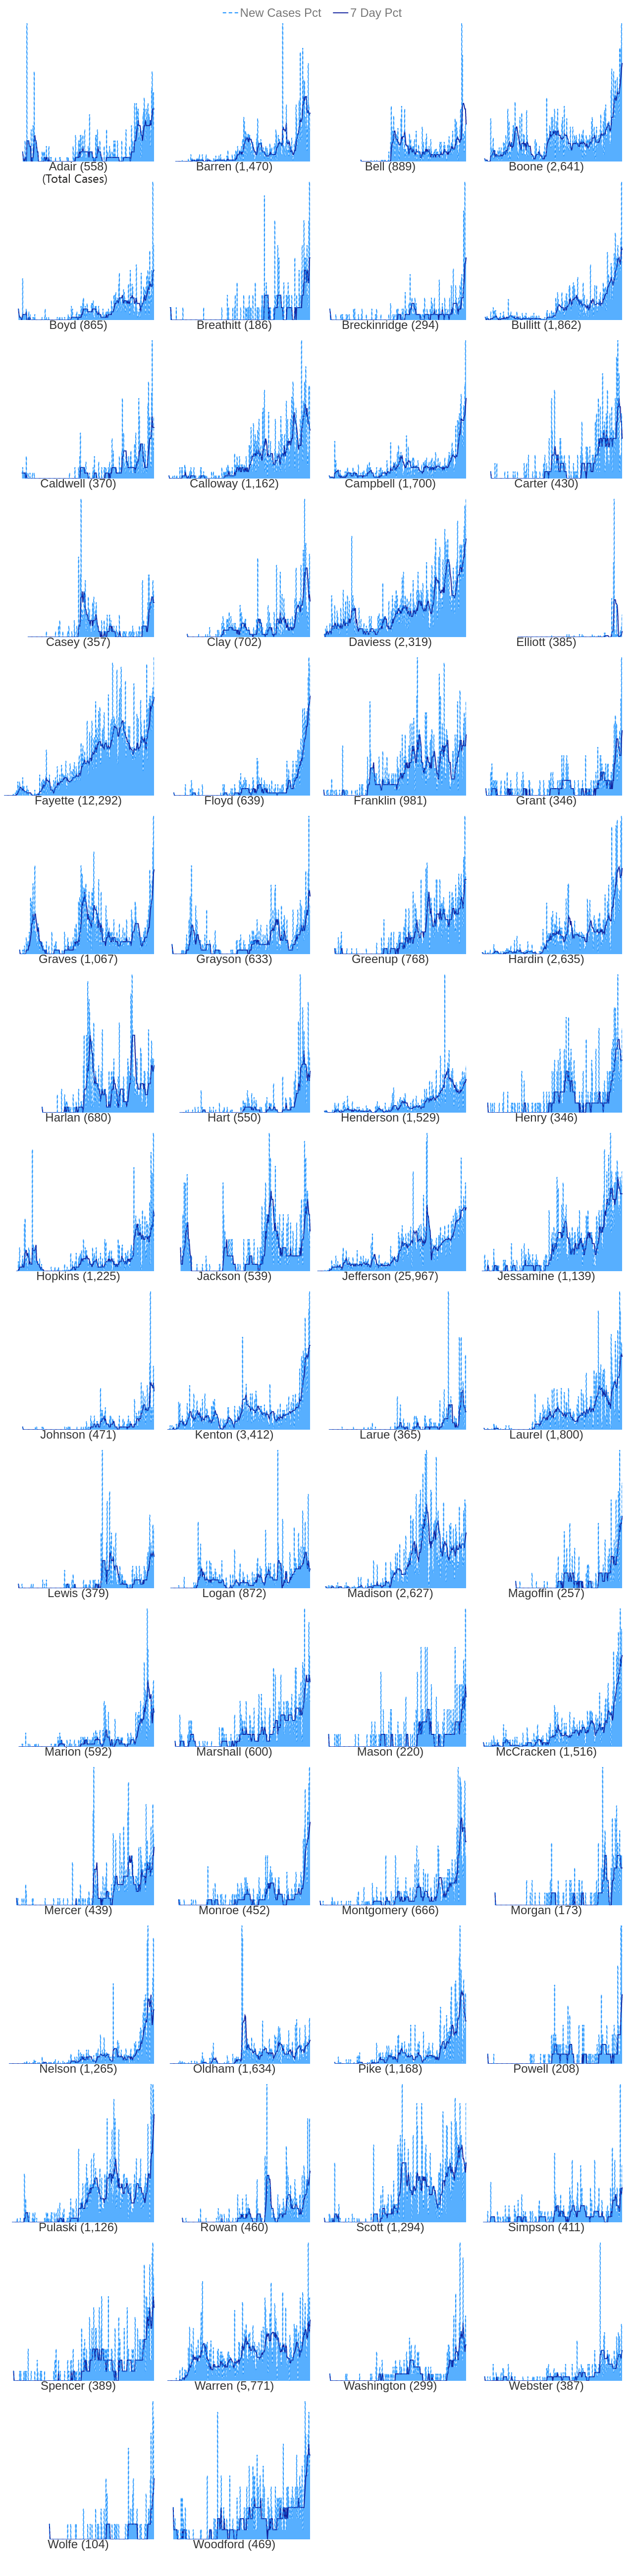 New Cases Pct 7 Day Pct
Adair (558) Barren (1,470) Bell (889) Boone (2,641)
(Total Cases)
Boyd (865) Breathitt (186) Breckinridge (294) Bullitt (1,862)
Caldwell (370) Calloway (1,162) Campbell (1,700) Carter (430)
Casey (357) Clay (702) Daviess (2,319) Elliott (385)
Fayette (12,292) Floyd (639) Franklin (981) Grant (346)
Graves (1,067) Grayson (633) Greenup (768) Hardin (2,635)
Harlan (680) Hart (550) Henderson (1,529) Henry (346)
Hopkins (1,225) Jackson (539) Jefferson (25,967) Jessamine (1,139)
Johnson (471) Kenton (3,412) Larue (365) Laurel (1,800)
Lewis (379) Logan (872) Madison (2,627) Magoffin (257)
Marion (592) Marshall (600) Mason (220) McCracken (1,516)
Mercer (439) Monroe (452) Montgomery (666) Morgan (173)
Nelson (1,265) Oldham (1,634) Pike (1,168) Powell (208)
Pulaski (1,126) Rowan (460) Scott (1,294) Simpson (411)
Spencer (389) Warren (5,771) Washington (299) Webster (387)
Wolfe (104) Woodford (469)